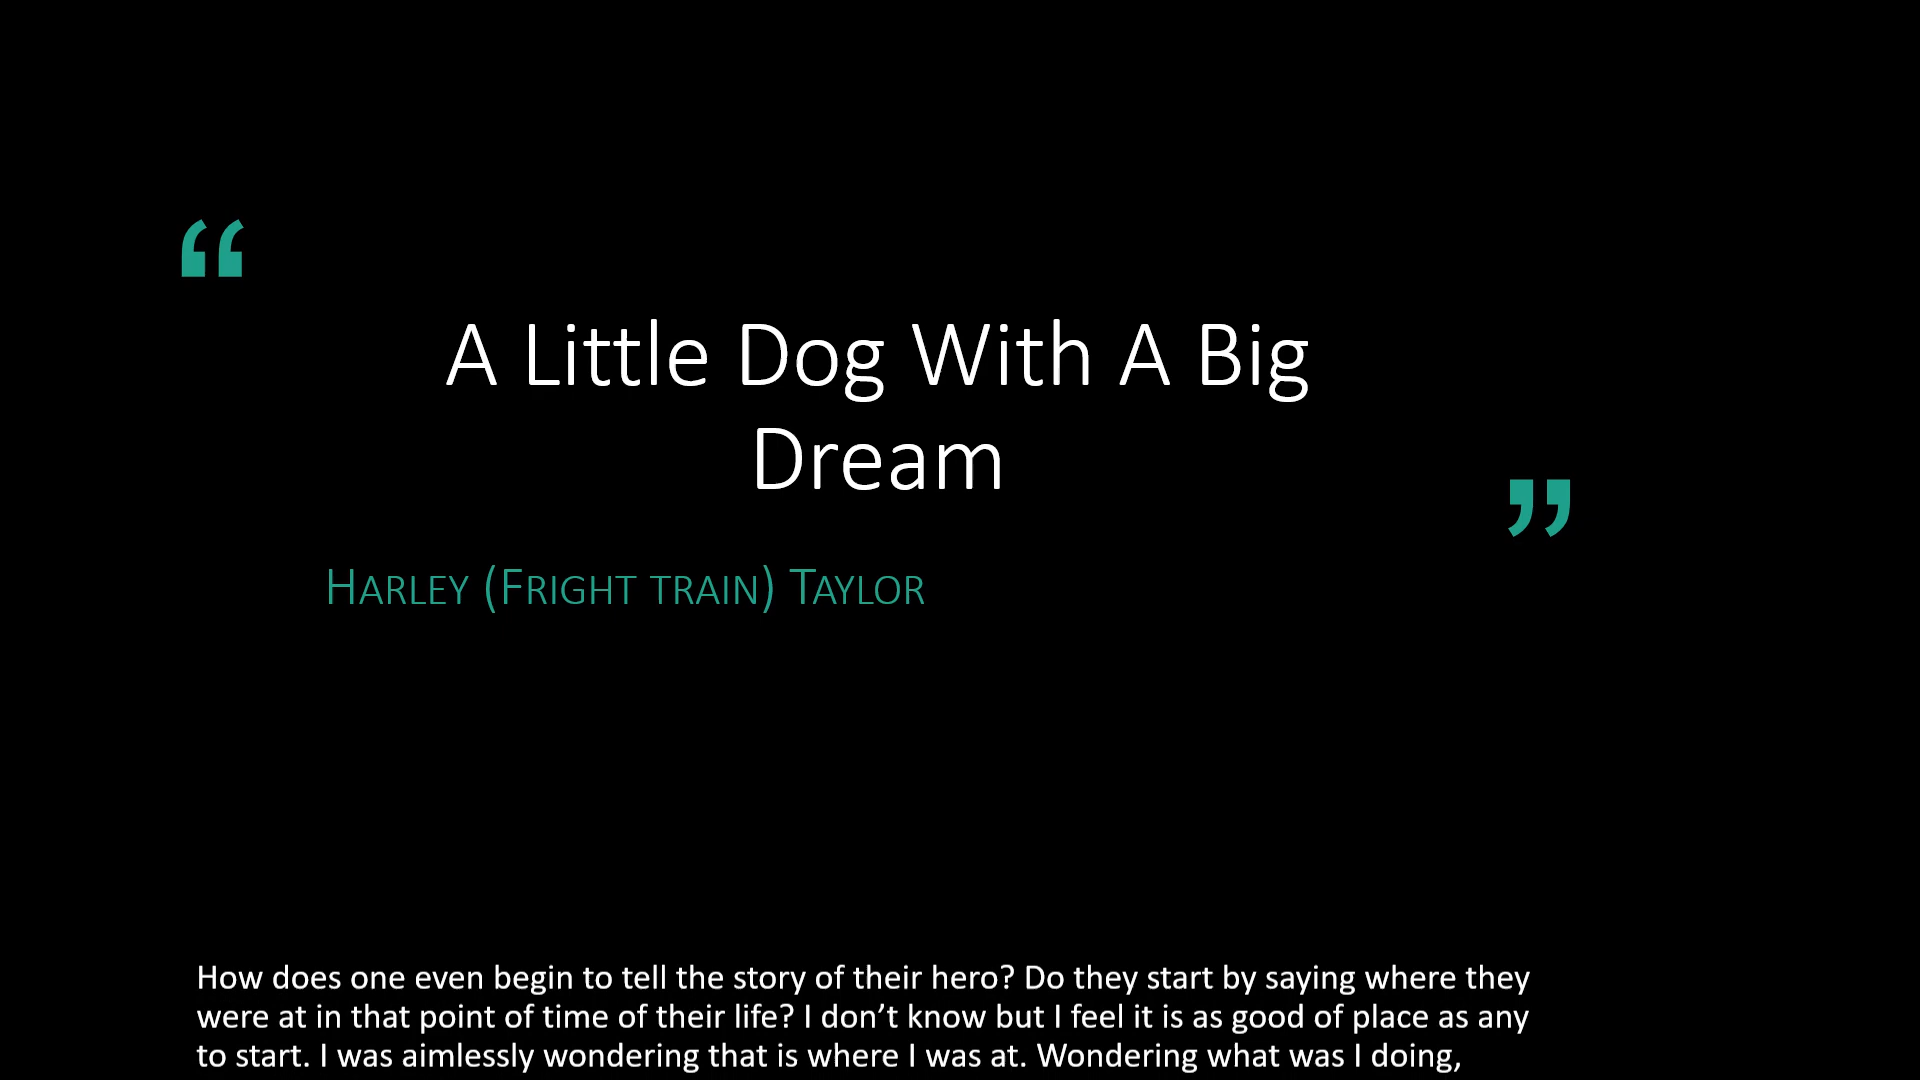 “
A Little Dog With A Big
Dream
”
Harley (Fright train) Taylor
How does one even begin to tell the story of their hero? Do they start by saying where they
were at in that point of time of their life? I don’t know but I feel it is as good of place as any
to start. I was aimlessly wondering that is where I was at. Wondering what was I doing,